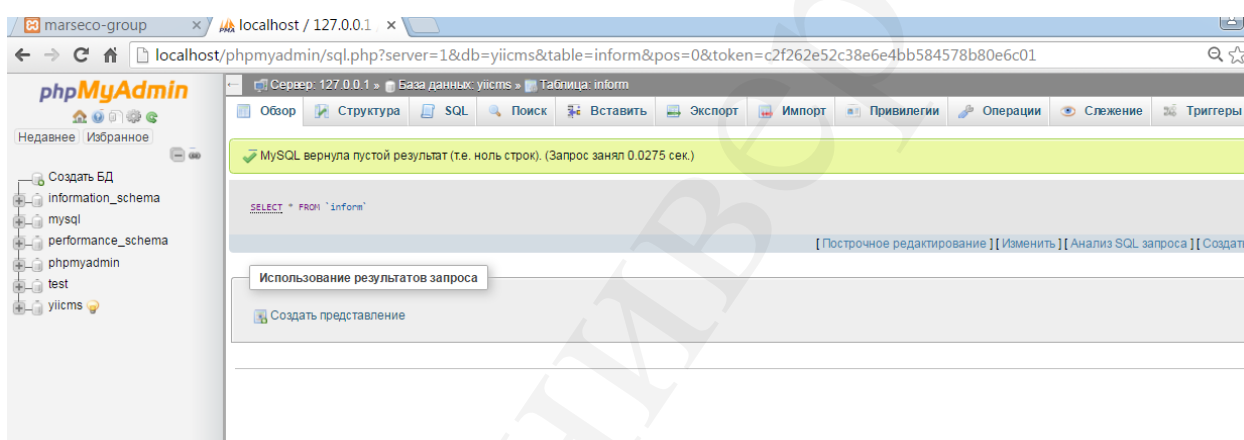 marseco-group
localhost / 127.0.0.1
localhost/phpmyadmin/sql.php?server=1&db=yiicms&table=inform&pos=0&token=c2f262e52c38e6e4bb584578b80e6c01
phpMyAdmin
Недавнее Избранное
Создать БД
information_schema
mysql
performance_schema
phpmyadmin
test
yiicms
Сервер: 127.0.0.1 » База данных: yiicms » Таблица: inform
Обзор Структура SQL Поиск Вставить Экспорт Импорт Привилегии Операции Слежение Триггеры
MySQL вернула пустой результат (т.е. ноль строк). (Запрос занял 0.0275 сек.)
SELECT * FROM `inform`
[ Построчное редактирование ] [ Изменить ] [ Анализ SQL запроса ] [ Создат
Использование результатов запроса
Создать представление